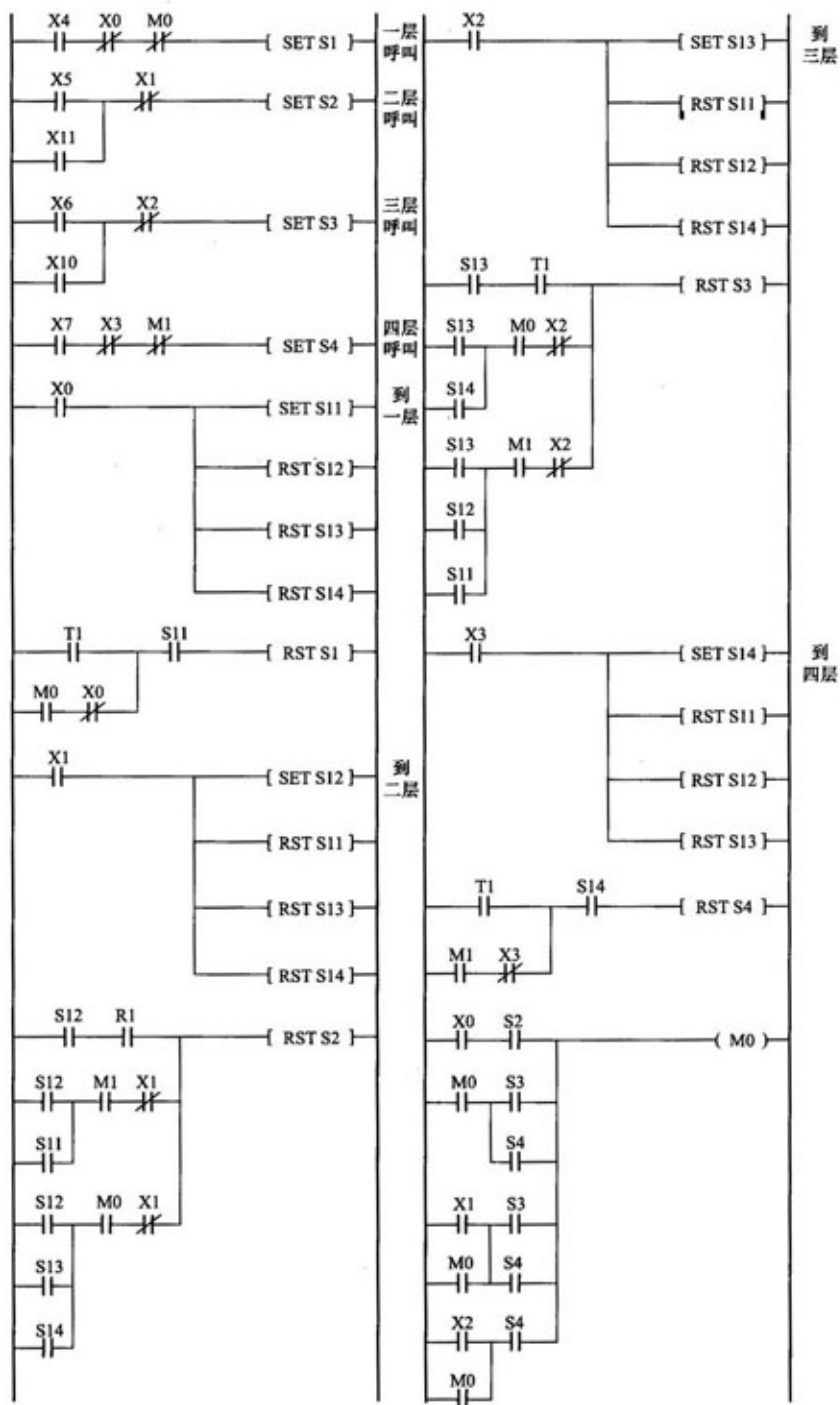 X4 X0 M0
SET S1
一层
呼叫
X5 X1
SET S2
二层
呼叫
X11
X6 X2
SET S3
三层
呼叫
X10
X7 X3 M1
SET S4
四层
呼叫
X0
SET S11
到
一层
RST S12
RST S13
RST S14
T1 S11
RST S1
M0 X0
X1
SET S12
到
二层
RST S11
RST S13
RST S14
S12 R1
RST S2
S12 M1 X1
S11
S12 M0 X1
S13
S14
X2
SET S13
到
三层
RST S11
RST S12
RST S14
S13 T1
RST S3
S13 M0 X2
S14
S13 M1 X2
S12
S11
X3
SET S14
到
四层
RST S11
RST S12
RST S13
T1 S14
RST S4
M1 X3
X0 S2
M0
M0 S3
S4
X1 S3
M0 S4
X2 S4
M0